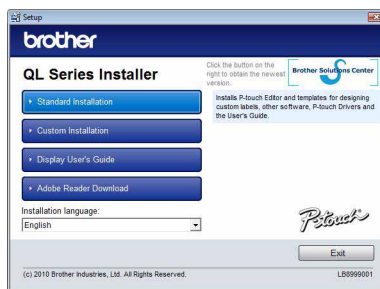 Setup
brother
QL Series Installer
Click the button on the
right to obtain the newest
version.
Brother Solutions Center
Standard Installation
Installs P-touch Editor and templates for designing
custom labels, other software, P-touch Drivers and
the User's Guide.
Custom Installation
Display User's Guide
Adobe Reader Download
Installation language:
English
P-touch
Exit
(c) 2010 Brother Industries, Ltd. All Rights Reserved.
LB8999001